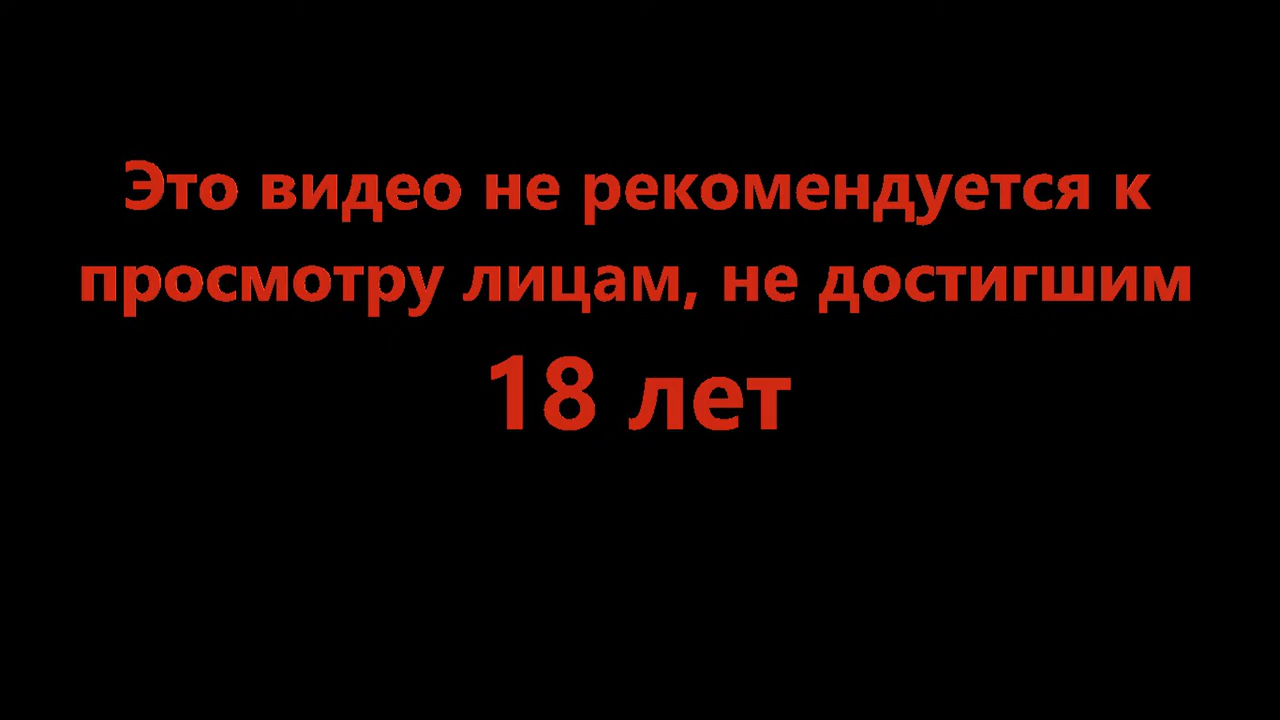 Это видео не рекомендуется к
просмотру лицам, не достигшим
18 лет